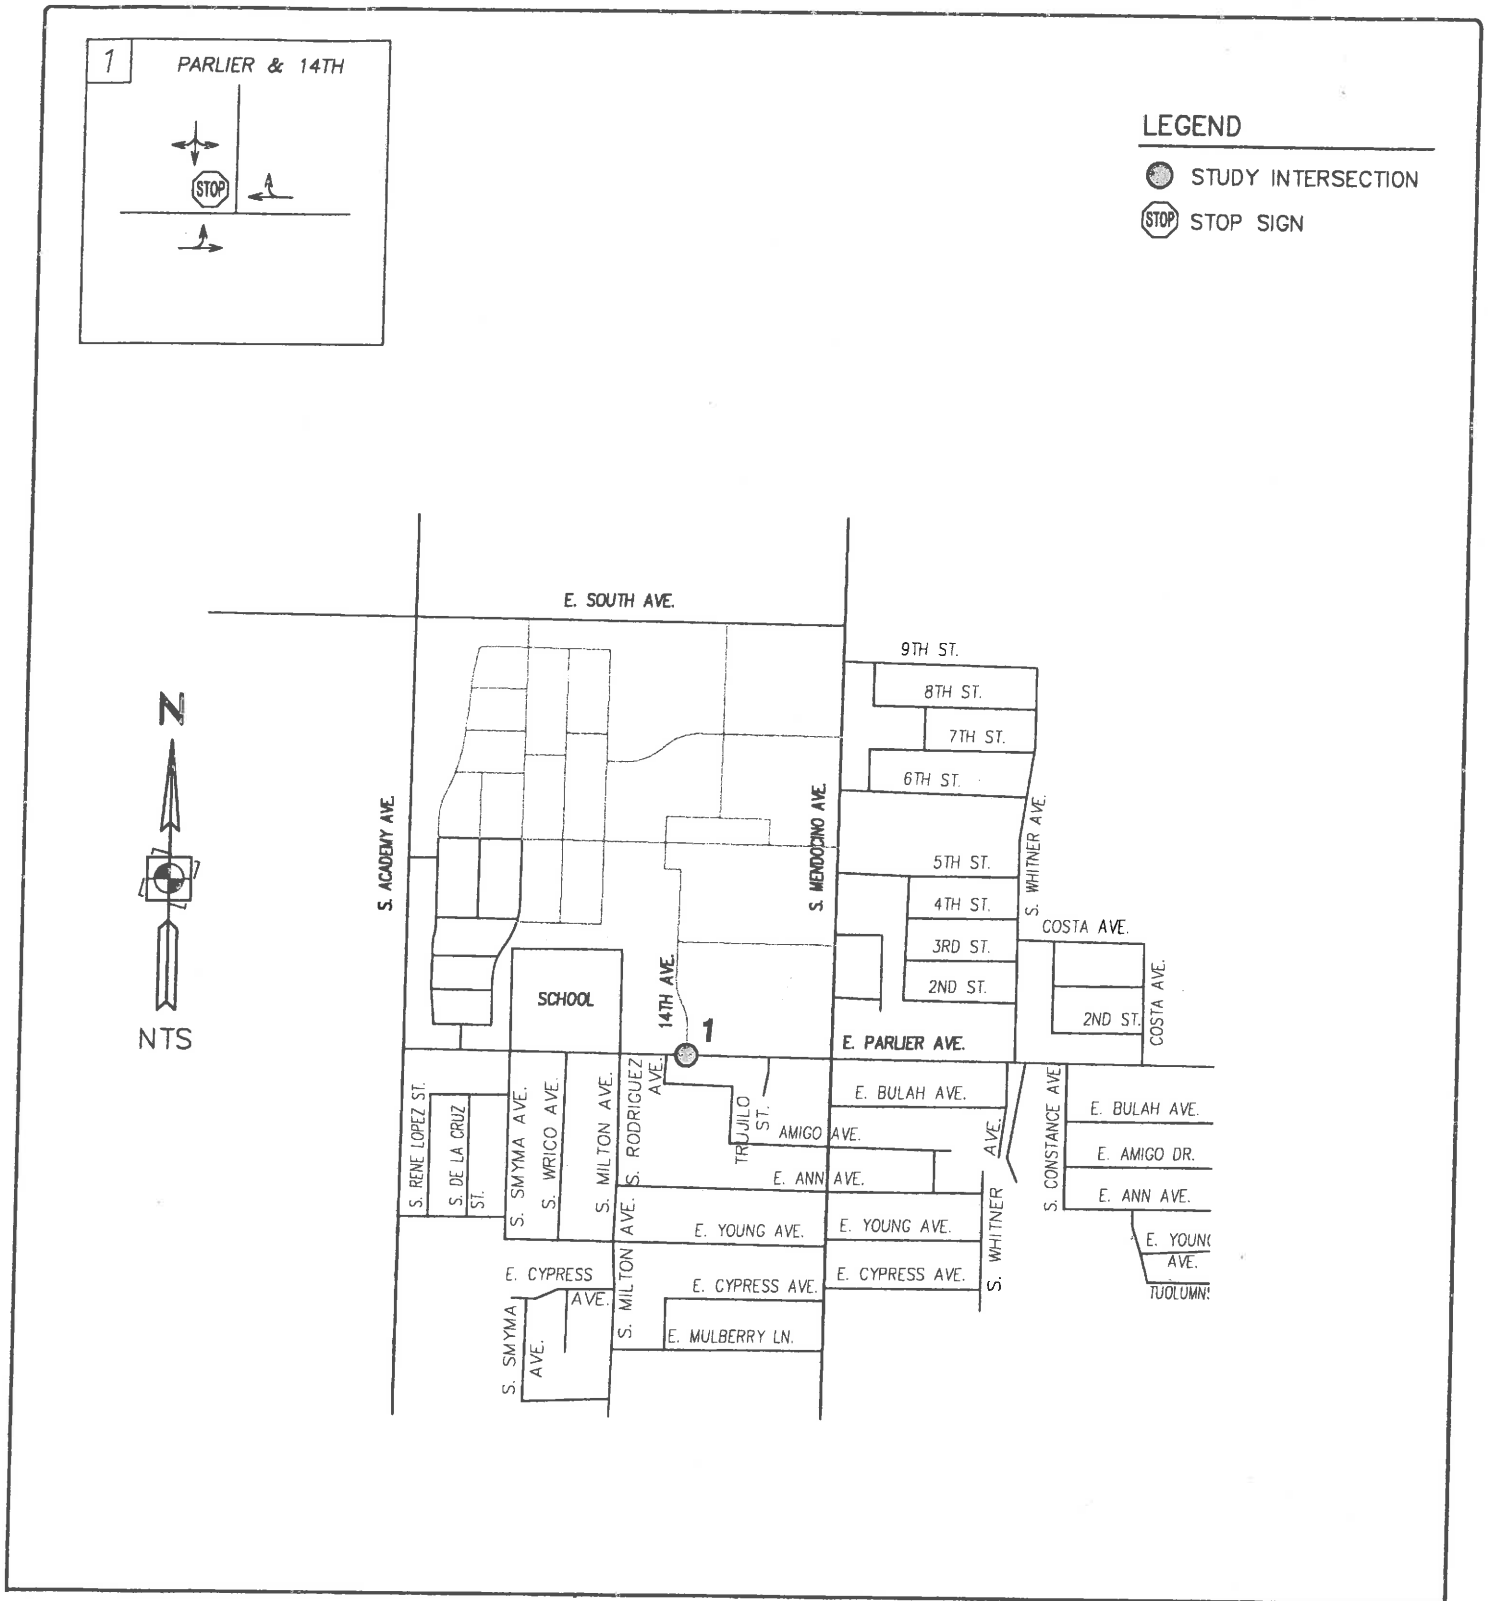 1 PARLIER & 14TH
STOP
LEGEND
STUDY INTERSECTION
STOP STOP SIGN
E. SOUTH AVE.
9TH ST.
8TH ST.
7TH ST.
6TH ST.
N
S. ACADEMY AVE.
S. MENDOCINO AVE.
S. WHITNER AVE.
5TH ST.
4TH ST.
3RD ST.
2ND ST.
COSTA AVE.
COSTA AVE.
2ND ST.
SCHOOL
14TH AVE.
1
NTS
E. PARLIER AVE.
S. RENE LOPEZ ST.
S. DE LA CRUZ
ST.
S. SMYMA AVE.
S. WRICO AVE.
S. MILTON AVE.
S. RODRIGUEZ
AVE.
TRUJILO
ST.
E. BULAH AVE.
AMIGO AVE.
E. ANN AVE.
S. WHITNER
AVE.
S. CONSTANCE AVE.
E. BULAH AVE.
E. AMIGO DR.
E. ANN AVE.
E. YOUNG AVE.
E. YOUNG AVE.
E. YOUNG
AVE.
TUOLUMN
E. CYPRESS
AVE.
S. MILTON AVE.
E. CYPRESS AVE.
E. CYPRESS AVE.
S. SMYMA
AVE.
E. MULBERRY LN.